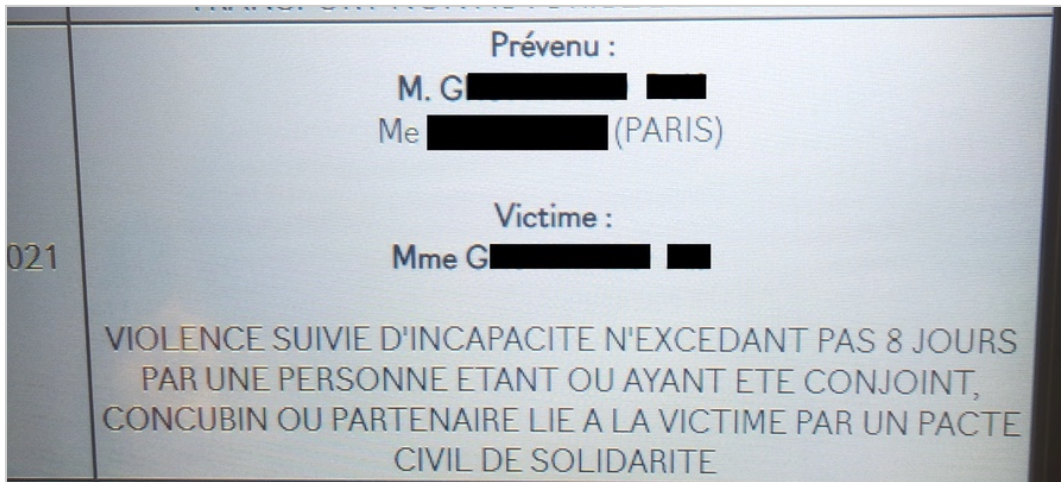 Prévenu :
M. G
Me (PARIS)
Victime :
Mme G
021
VIOLENCE SUIVIE D'INCAPACITE N'EXCEDANT PAS 8 JOURS
PAR UNE PERSONNE ETANT OU AYANT ETE CONJOINT,
CONCUBIN OU PARTENAIRE LIE A LA VICTIME PAR UN PACTE
CIVIL DE SOLIDARITE